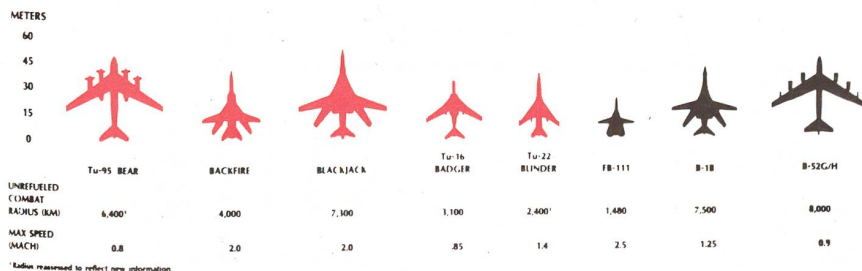 METERS
60
45
30
15
0
Tu-95 BEAR BACKFIRE BLACKJACK Tu-16 BADGER Tu-22 BLINDER FB-111 B-1B B-52G/H
UNREFUELED COMBAT RADIUS (KM) 6,400¹ 4,000 7,300 3,100 2,400¹ 1,480 7,500 8,000
MAX SPEED (MACH) 0.8 2.0 2.0 .85 1.4 2.5 1.25 0.9
¹Radius reassessed to reflect new information